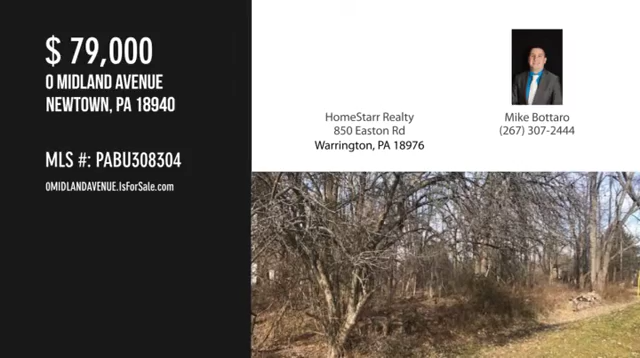 $ 79,000
0 MIDLAND AVENUE
NEWTOWN, PA 18940
MLS #: PABU308304
0MIDLANDAVENUE.IsForSale.com
HomeStarr Realty
850 Easton Rd
Warrington, PA 18976
Mike Bottaro
(267) 307-2444